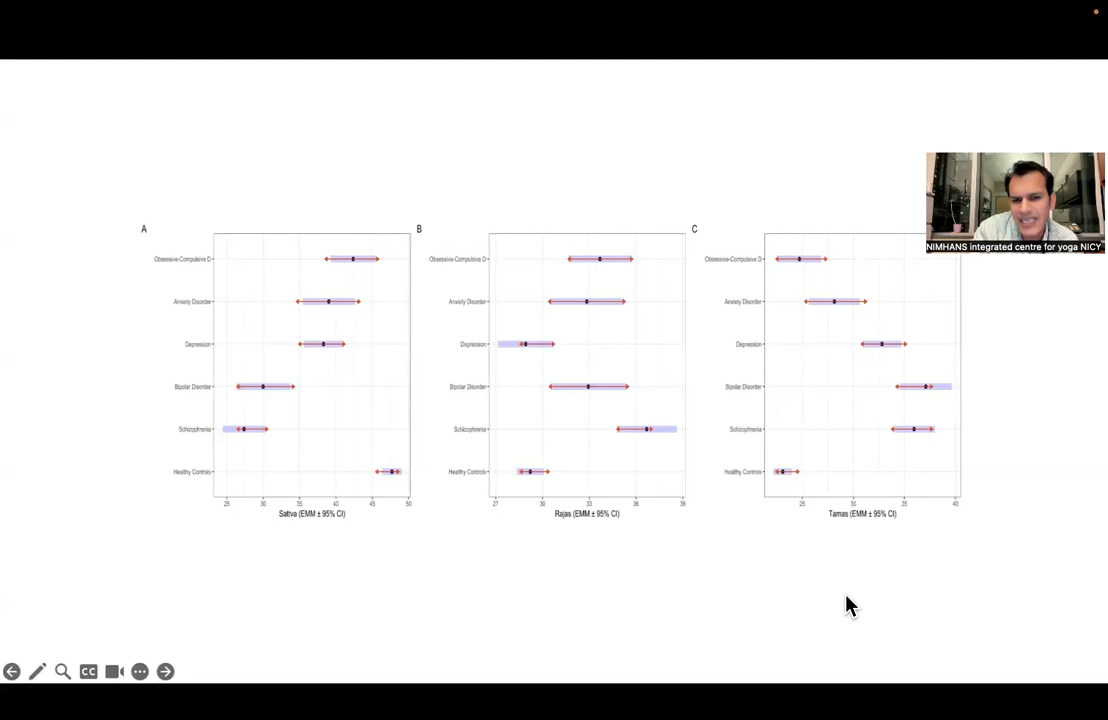 NIMHANS integrated centre for yoga NICY
A
Obsessive-Compulsive D
Anxiety Disorder
Depression
Bipolar Disorder
Schizophrenia
Healthy Controls
25 30 35 40 45 50
Sattva (EMM ± 95% CI)
B
Obsessive-Compulsive D
Anxiety Disorder
Depression
Bipolar Disorder
Schizophrenia
Healthy Controls
27 30 33 36 39
Rajas (EMM ± 95% CI)
C
Obsessive-Compulsive D
Anxiety Disorder
Depression
Bipolar Disorder
Schizophrenia
Healthy Controls
25 30 35 40
Tamas (EMM ± 95% CI)
CC